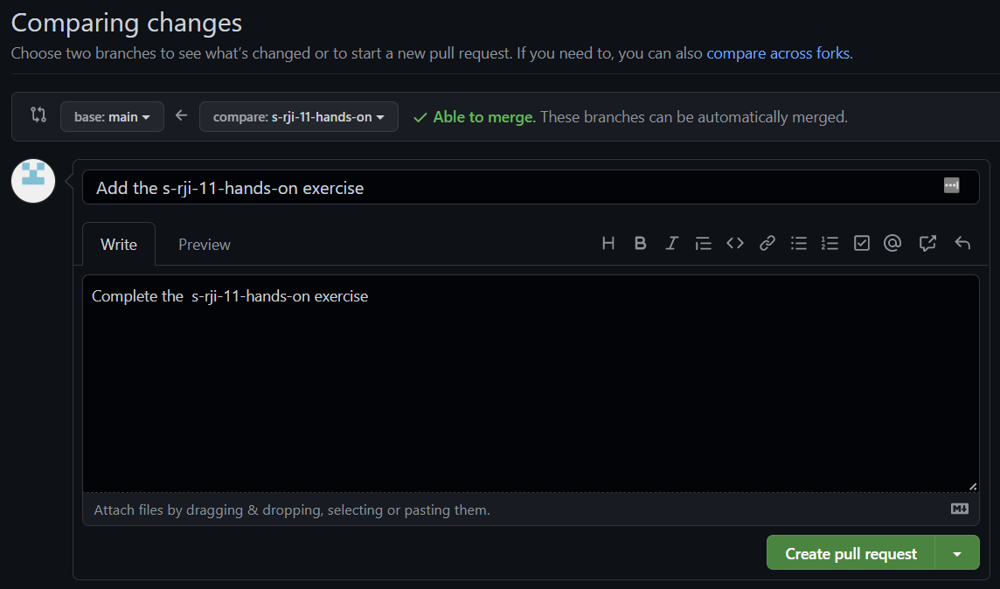 Comparing changes
Choose two branches to see what's changed or to start a new pull request. If you need to, you can also compare across forks.
base: main
compare: s-rji-11-hands-on
Able to merge. These branches can be automatically merged.
Add the s-rji-11-hands-on exercise
Write Preview
Complete the  s-rji-11-hands-on exercise
Attach files by dragging & dropping, selecting or pasting them.
Create pull request